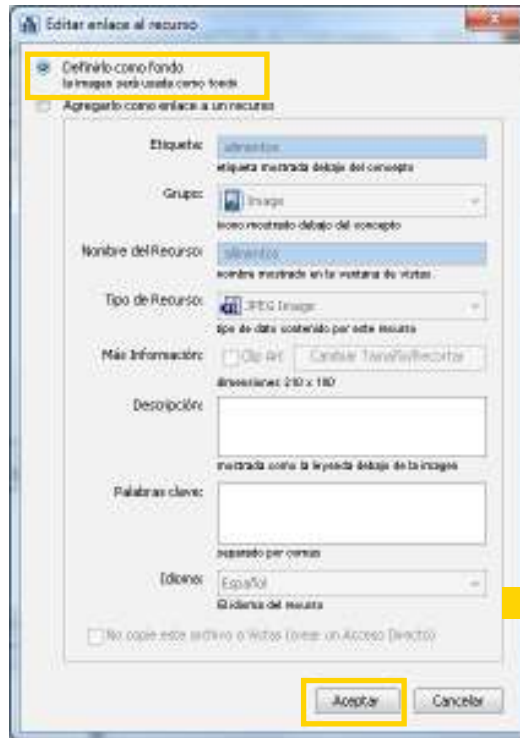 Editar enlace al recurso
Definirlo como fondo
la imagen será usada como fondo
Agregarlo como enlace a un recurso
Etiqueta: alimentos
etiqueta mostrada debajo del concepto
Grupo: Image
icono mostrado debajo del concepto
Nombre del Recurso: alimentos
nombre mostrado en la ventana de vistas
Tipo de Recurso: JPEG Image
tipo de dato contenido por este recurso
Más Información: Clip Art Cambiar Tamaño/Recortar
dimensiones 210 x 180
Descripción:
mostrada como la leyenda debajo de la imagen
Palabras clave:
separado por comas
Idioma: Español
El idioma del recurso
No copie este archivo a Vistas (crear un Acceso Directo)
Aceptar Cancelar